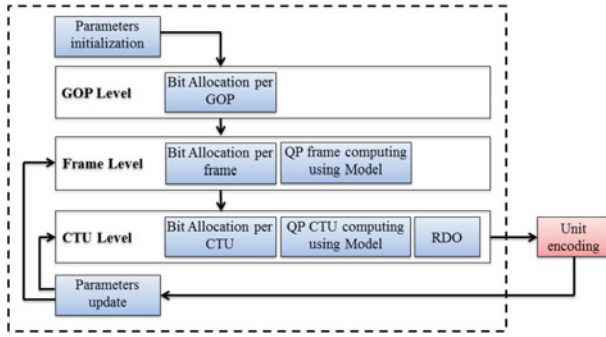 Parameters
initialization
GOP Level
Bit Allocation per
GOP
Frame Level
Bit Allocation per
frame
QP frame computing
using Model
CTU Level
Bit Allocation per
CTU
QP CTU computing
using Model
RDO
Unit
encoding
Parameters
update